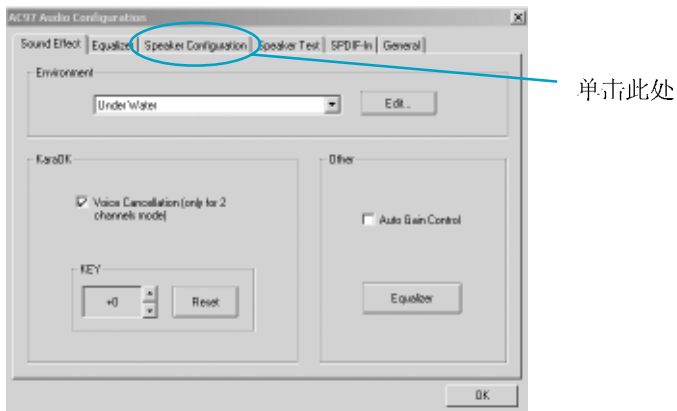 AC97 Audio Configuration
Sound Effect Equalizer Speaker Configuration Speaker Test SPDIF-In General
Environment
Under Water Edit..
单击此处
KaraOK Other
Voice Cancellation (only for 2
channels mode)
Auto Gain Control
KEY
+0 Reset Equalizer
OK